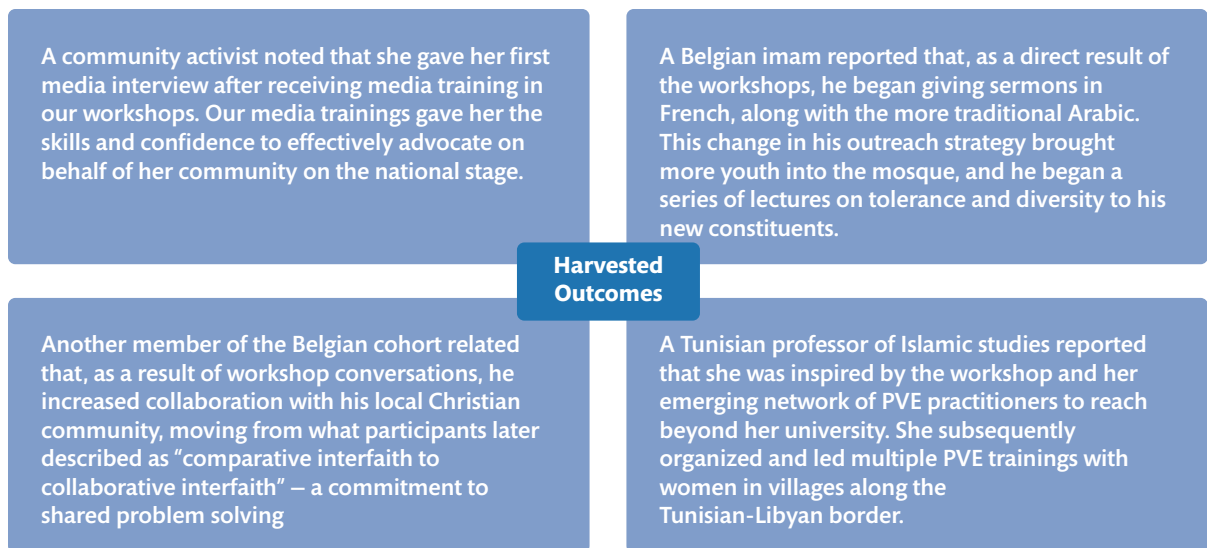 A community activist noted that she gave her first
media interview after receiving media training in
our workshops. Our media trainings gave her the
skills and confidence to effectively advocate on
behalf of her community on the national stage.
A Belgian imam reported that, as a direct result of
the workshops, he began giving sermons in
French, along with the more traditional Arabic.
This change in his outreach strategy brought
more youth into the mosque, and he began a
series of lectures on tolerance and diversity to his
new constituents.
Harvested
Outcomes
Another member of the Belgian cohort related
that, as a result of workshop conversations, he
increased collaboration with his local Christian
community, moving from what participants later
described as “comparative interfaith to
collaborative interfaith” – a commitment to
shared problem solving
A Tunisian professor of Islamic studies reported
that she was inspired by the workshop and her
emerging network of PVE practitioners to reach
beyond her university. She subsequently
organized and led multiple PVE trainings with
women in villages along the
Tunisian-Libyan border.